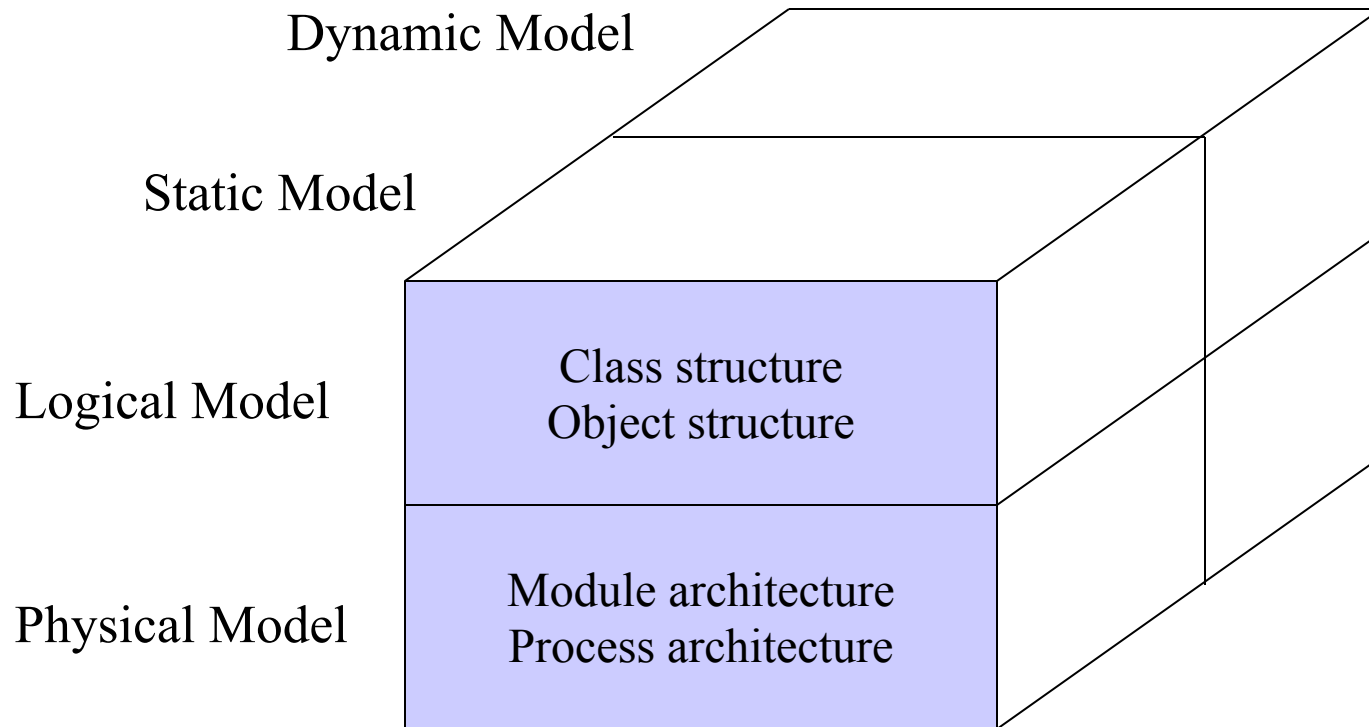 Dynamic Model
Static Model
Logical Model
Class structure
Object structure
Physical Model
Module architecture
Process architecture